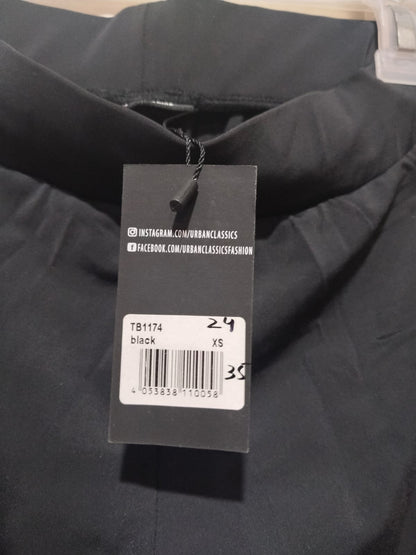 INSTAGRAM.COM/URBANCLASSICS
FACEBOOK.COM/URBANCLASSICSFASHION
TB1174 24
black XS
35
4 053838 110058